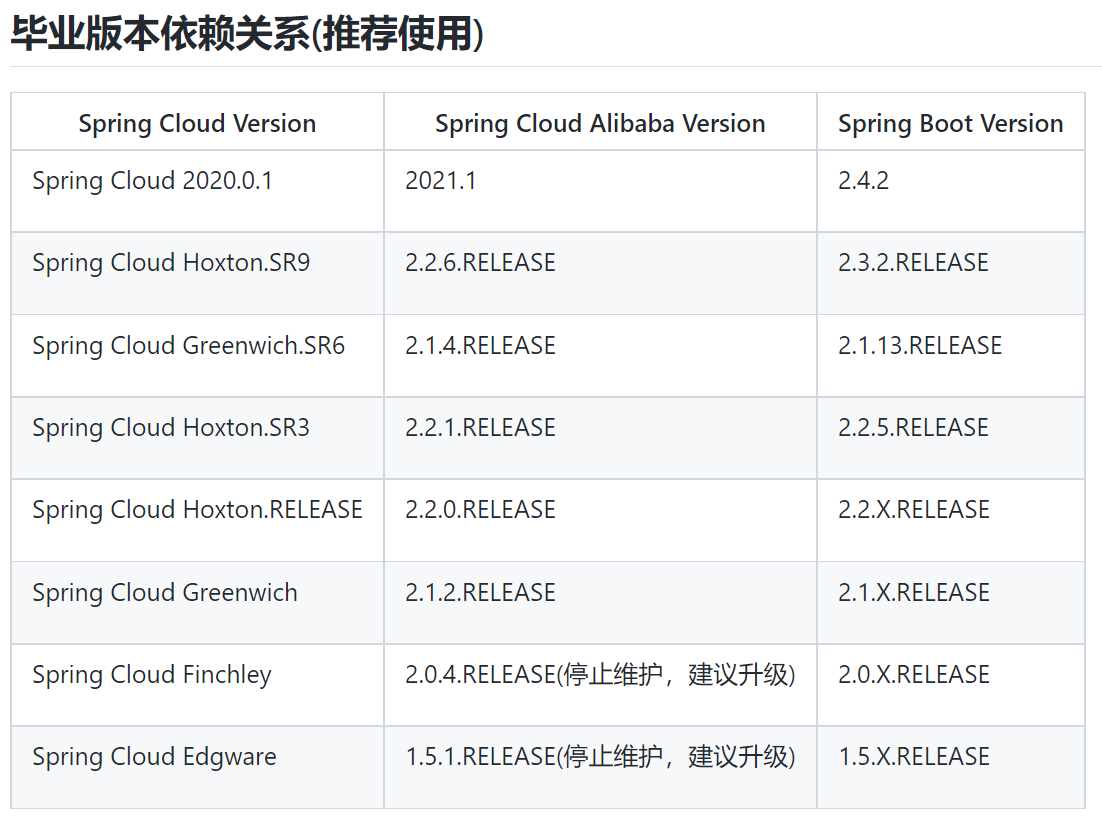 毕业版本依赖关系(推荐使用)
Spring Cloud Version Spring Cloud Alibaba Version Spring Boot Version
Spring Cloud 2020.0.1 2021.1 2.4.2
Spring Cloud Hoxton.SR9 2.2.6.RELEASE 2.3.2.RELEASE
Spring Cloud Greenwich.SR6 2.1.4.RELEASE 2.1.13.RELEASE
Spring Cloud Hoxton.SR3 2.2.1.RELEASE 2.2.5.RELEASE
Spring Cloud Hoxton.RELEASE 2.2.0.RELEASE 2.2.X.RELEASE
Spring Cloud Greenwich 2.1.2.RELEASE 2.1.X.RELEASE
Spring Cloud Finchley 2.0.4.RELEASE(停止维护，建议升级) 2.0.X.RELEASE
Spring Cloud Edgware 1.5.1.RELEASE(停止维护，建议升级) 1.5.X.RELEASE